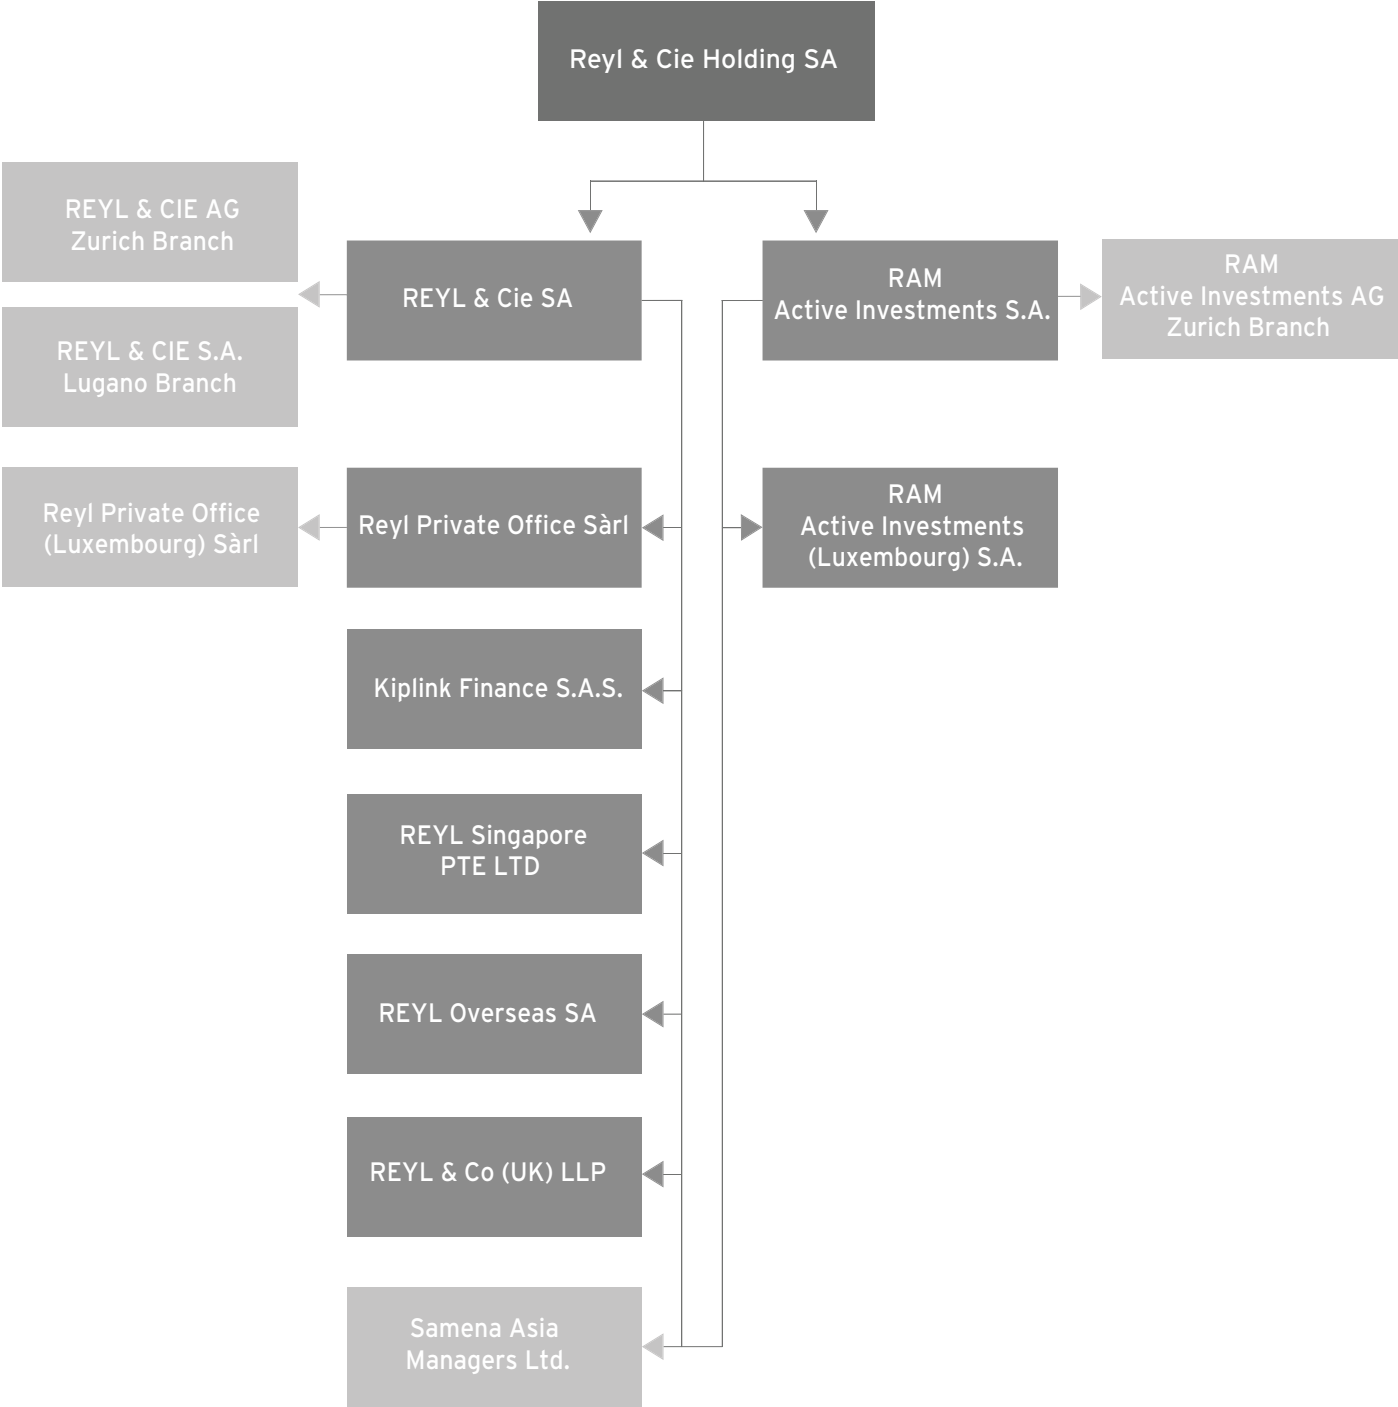 Reyl & Cie Holding SA
REYL & CIE AG
Zurich Branch
REYL & CIE S.A.
Lugano Branch
REYL & Cie SA
RAM
Active Investments S.A.
RAM
Active Investments AG
Zurich Branch
Reyl Private Office
(Luxembourg) Sàrl
Reyl Private Office Sàrl
RAM
Active Investments
(Luxembourg) S.A.
Kiplink Finance S.A.S.
REYL Singapore
PTE LTD
REYL Overseas SA
REYL & Co (UK) LLP
Samena Asia
Managers Ltd.